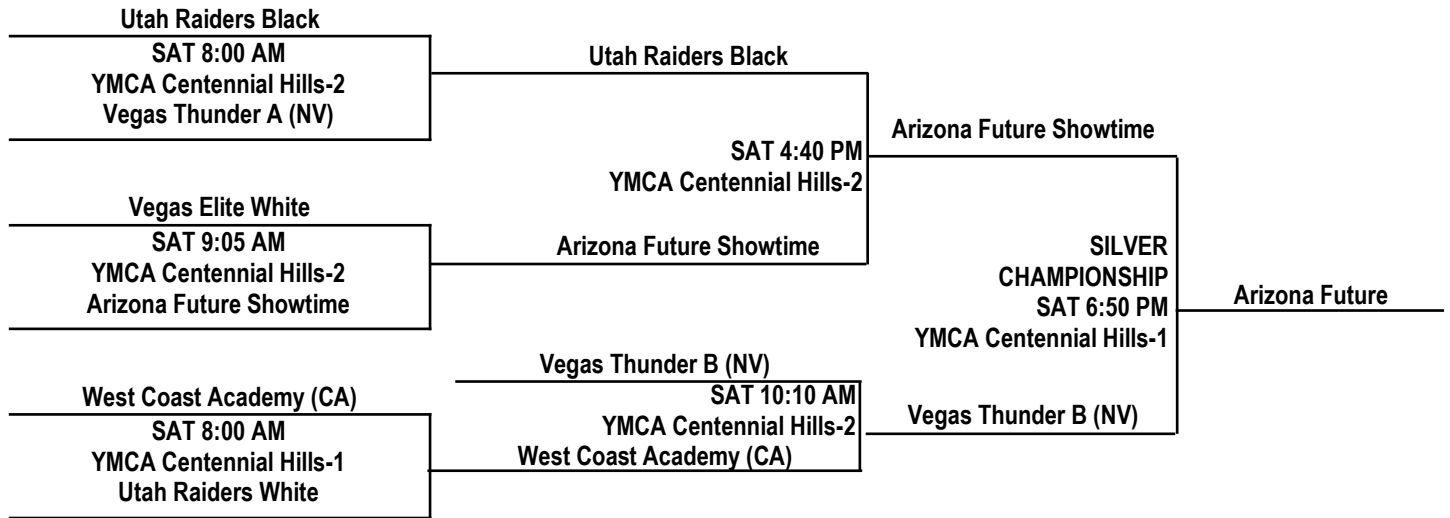 Utah Raiders Black
SAT 8:00 AM
YMCA Centennial Hills-2
Vegas Thunder A (NV)
Vegas Elite White
SAT 9:05 AM
YMCA Centennial Hills-2
Arizona Future Showtime
West Coast Academy (CA)
SAT 8:00 AM
YMCA Centennial Hills-1
Utah Raiders White
Utah Raiders Black
SAT 4:40 PM
YMCA Centennial Hills-2
Arizona Future Showtime
Vegas Thunder B (NV)
SAT 10:10 AM
YMCA Centennial Hills-2
West Coast Academy (CA)
Arizona Future Showtime
SILVER
CHAMPIONSHIP
SAT 6:50 PM
YMCA Centennial Hills-1
Vegas Thunder B (NV)
Arizona Future